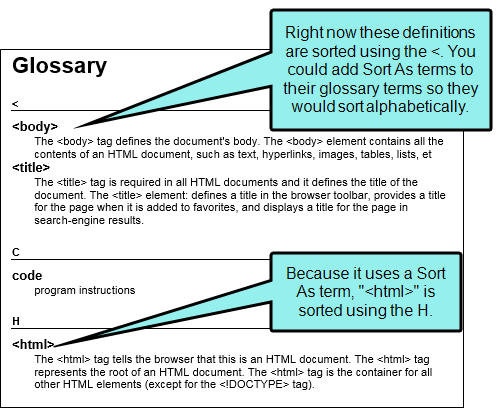 Right now these definitions
are sorted using the <. You
could add Sort As terms to
their glossary terms so they
would sort alphabetically.
Glossary
<
<body>
The <body> tag defines the document's body. The <body> element contains all the
contents of an HTML document, such as text, hyperlinks, images, tables, lists, et
<title>
The <title> tag is required in all HTML documents and it defines the title of the
document. The <title> element: defines a title in the browser toolbar, provides a title
for the page when it is added to favorites, and displays a title for the page in
search-engine results.
C
code
program instructions
Because it uses a Sort
As term, "<html>" is
sorted using the H.
H
<html>
The <html> tag tells the browser that this is an HTML document. The <html> tag
represents the root of an HTML document. The <html> tag is the container for all
other HTML elements (except for the <!DOCTYPE> tag).